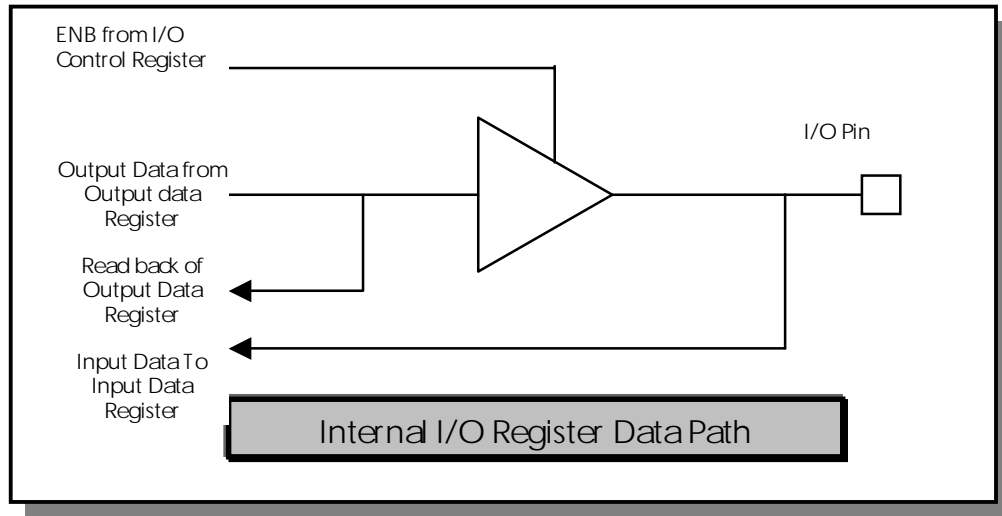 ENB from I/O
Control Register
I/O Pin
Output Data from
Output data
Register
Read back of
Output Data
Register
Input Data To
Input Data
Register
Internal I/O Register Data Path